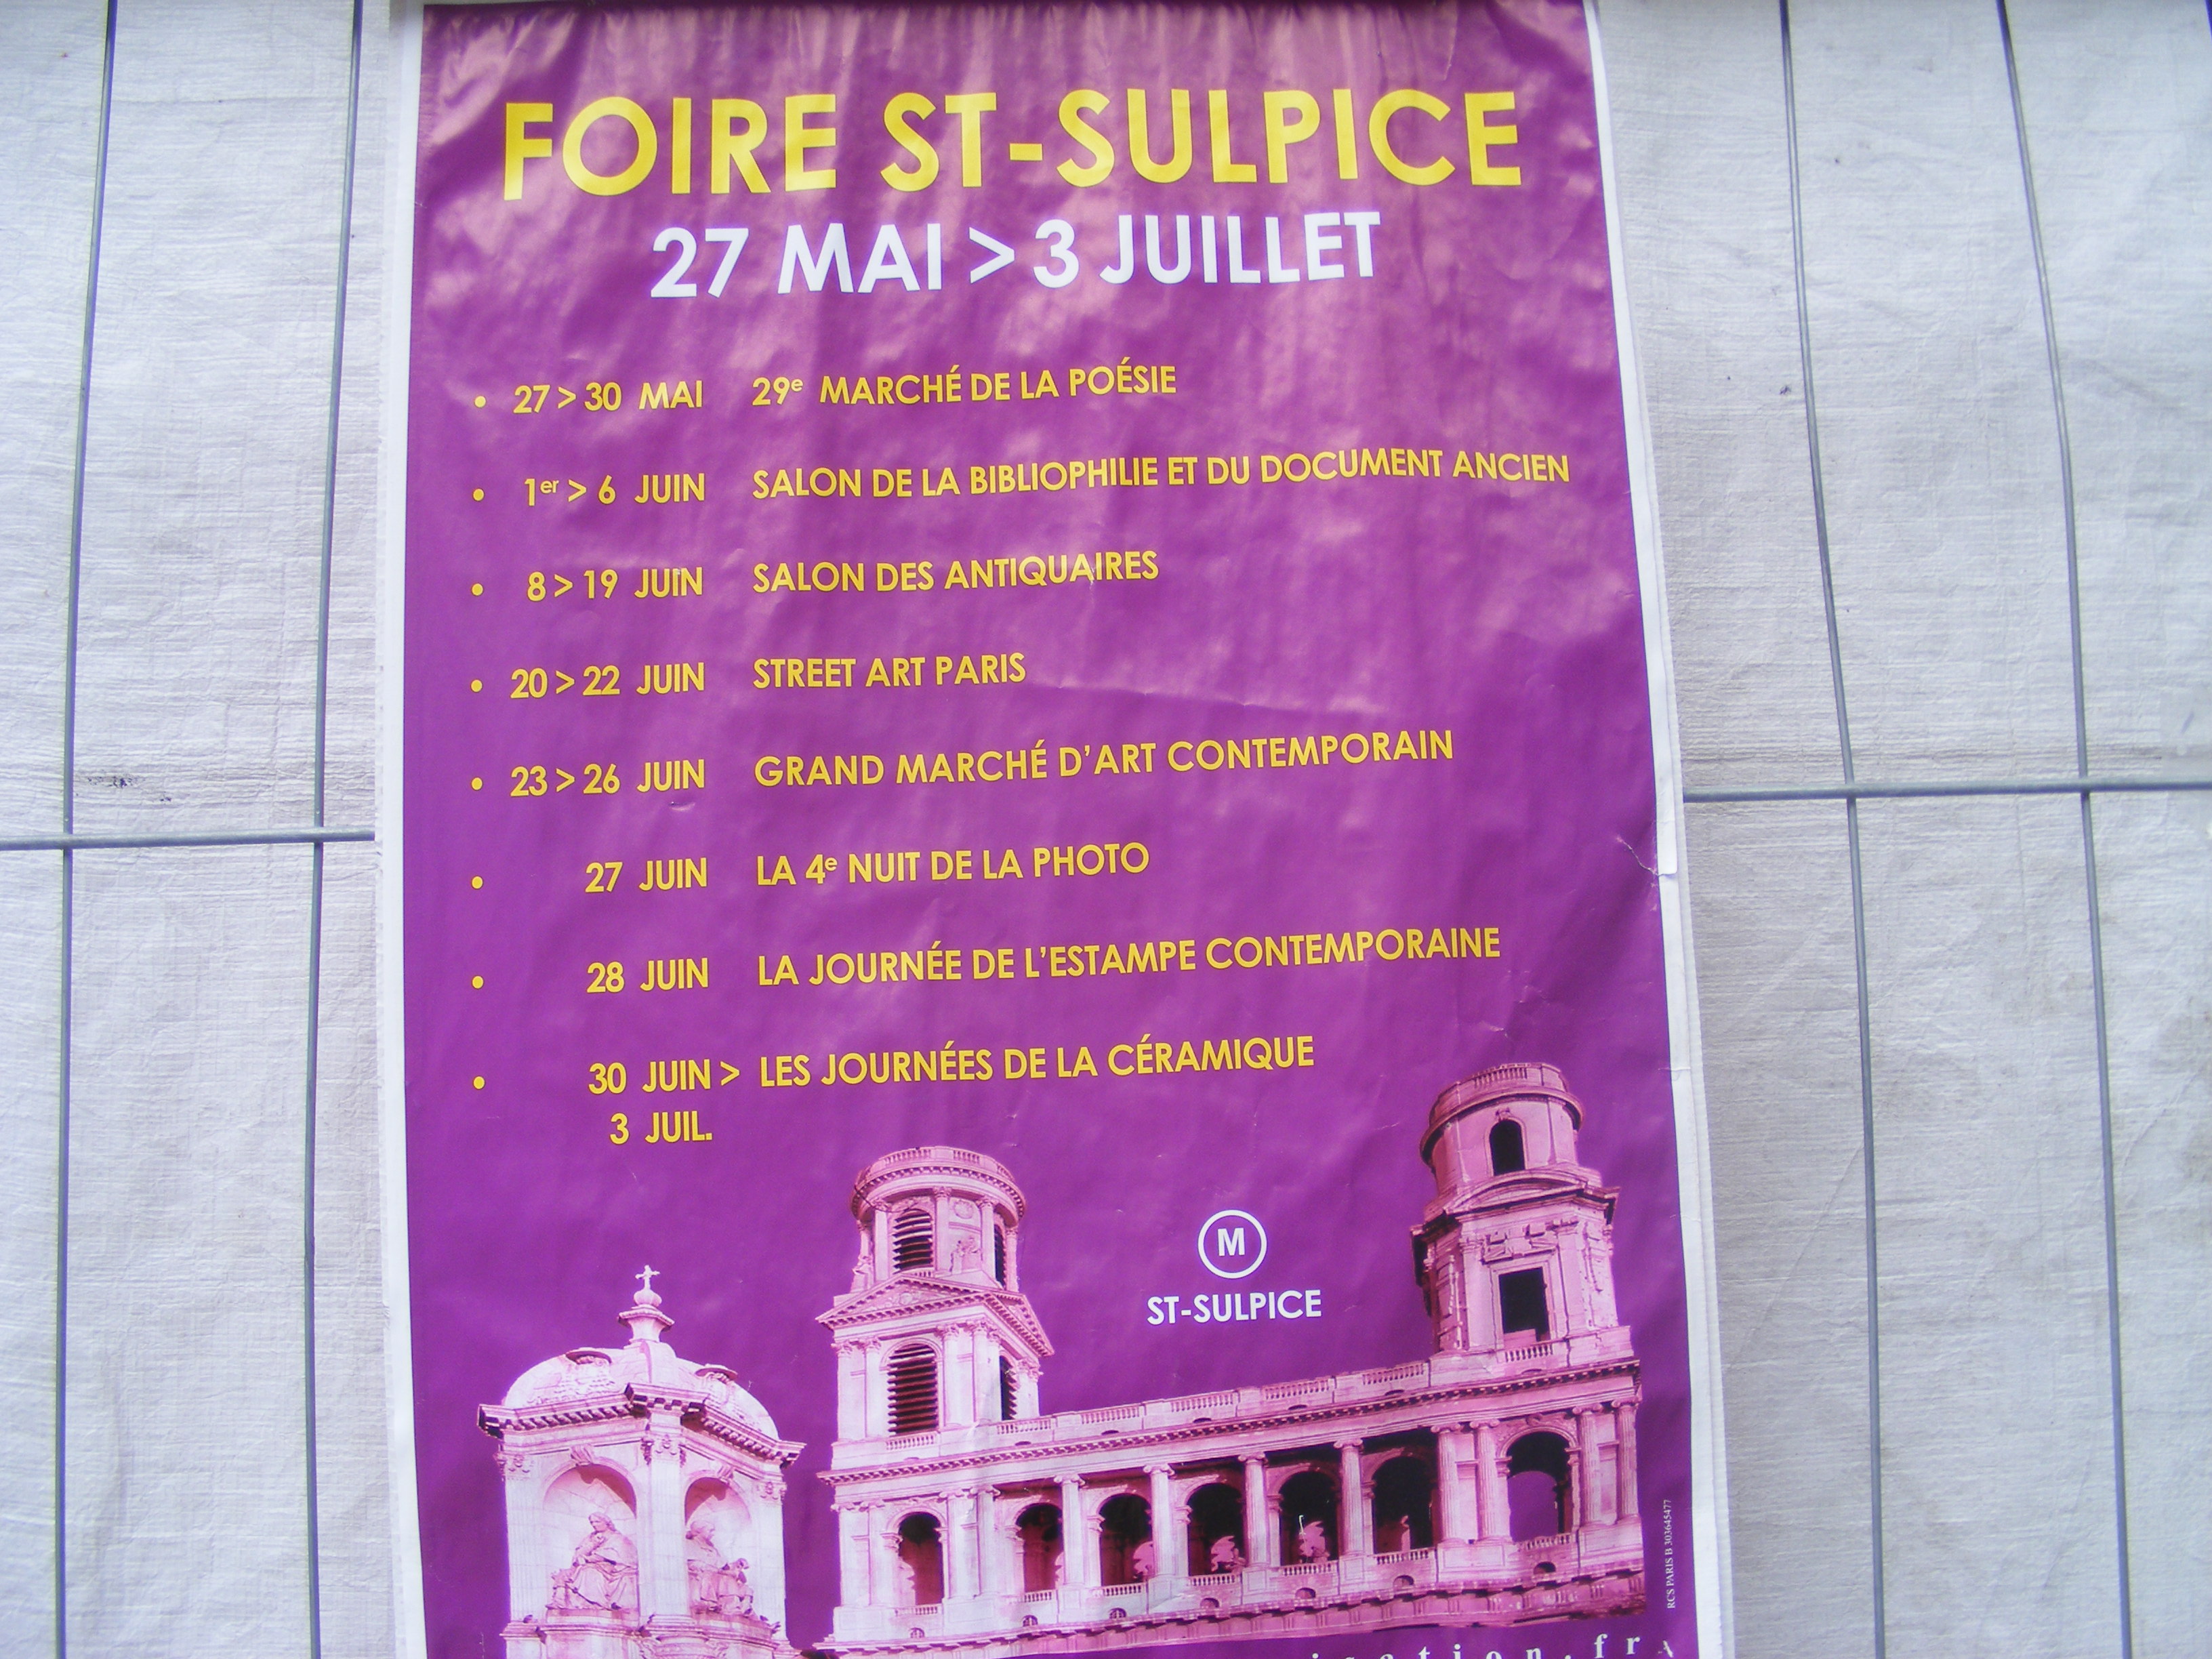 FOIRE ST-SULPICE
27 MAI > 3 JUILLET
• 27 > 30 MAI 29e MARCHÉ DE LA POÉSIE
• 1er > 6 JUIN SALON DE LA BIBLIOPHILIE ET DU DOCUMENT ANCIEN
• 8 > 19 JUIN SALON DES ANTIQUAIRES
• 20 > 22 JUIN STREET ART PARIS
• 23 > 26 JUIN GRAND MARCHÉ D'ART CONTEMPORAIN
• 27 JUIN LA 4e NUIT DE LA PHOTO
• 28 JUIN LA JOURNÉE DE L'ESTAMPE CONTEMPORAINE
• 30 JUIN > LES JOURNÉES DE LA CÉRAMIQUE
3 JUIL.
M
ST-SULPICE
RCS PARIS B 303645477